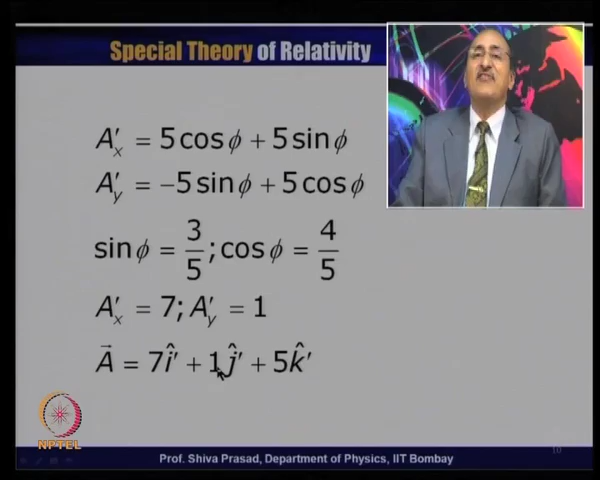 Special Theory of Relativity
A′ₓ = 5 cos ϕ + 5 sin ϕ
A′ᵧ = −5 sin ϕ + 5 cos ϕ
sin ϕ = 3/5 ; cos ϕ = 4/5
A′ₓ = 7; A′ᵧ = 1
A⃗ = 7î′ + 1ĵ′ + 5k̂′
NPTEL
Prof. Shiva Prasad, Department of Physics, IIT Bombay
10